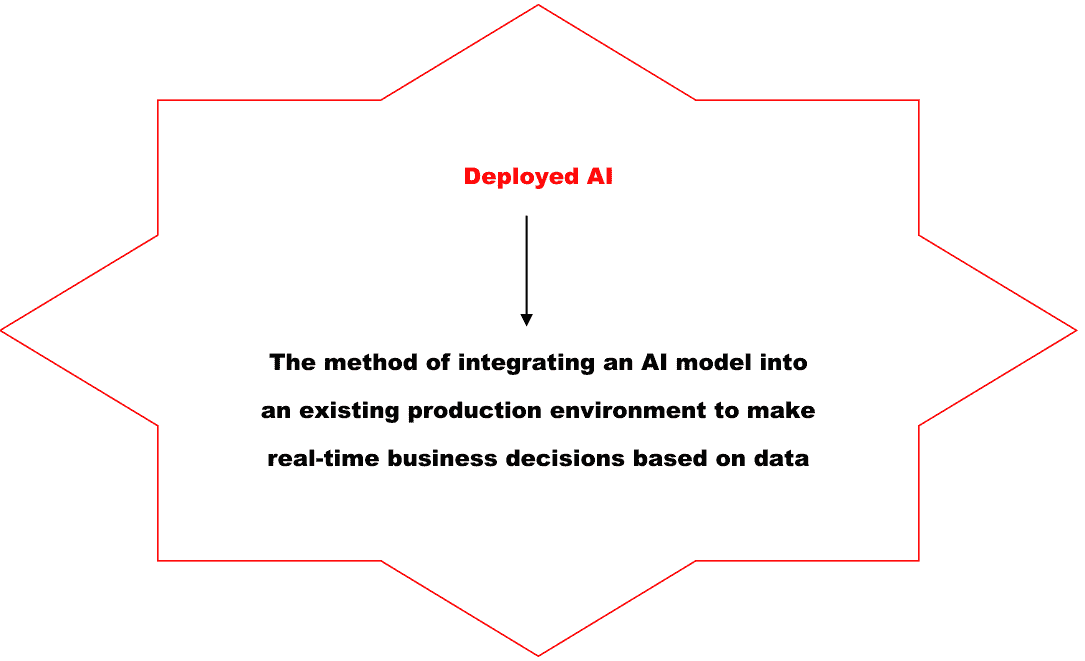 Deployed AI
The method of integrating an AI model into
an existing production environment to make
real-time business decisions based on data